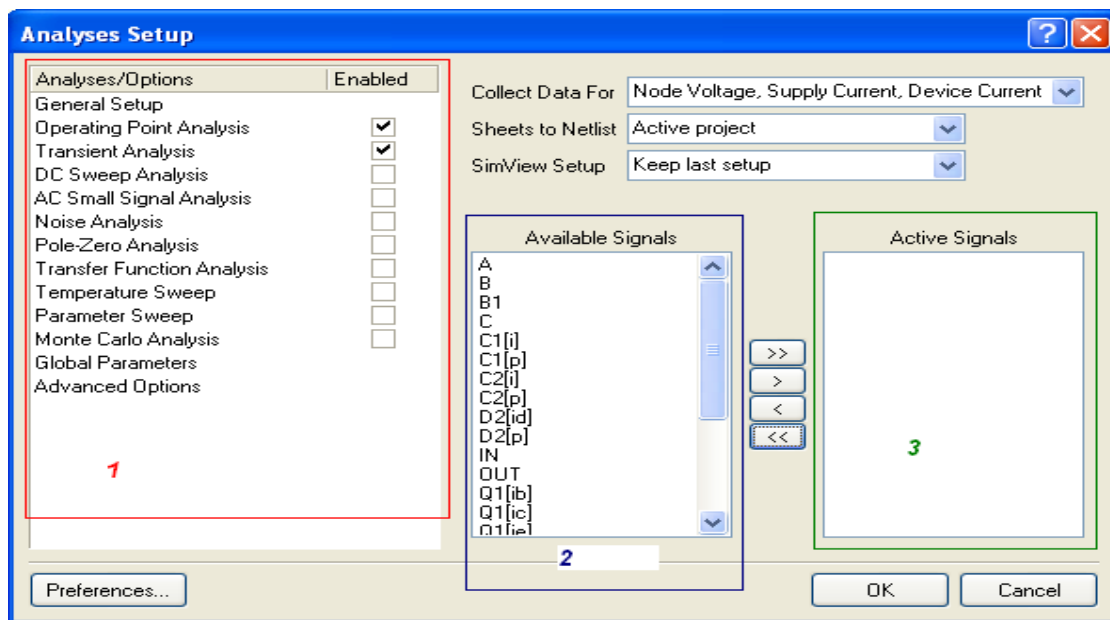 Analyses Setup
Analyses/Options Enabled
General Setup
Operating Point Analysis
Transient Analysis
DC Sweep Analysis
AC Small Signal Analysis
Noise Analysis
Pole-Zero Analysis
Transfer Function Analysis
Temperature Sweep
Parameter Sweep
Monte Carlo Analysis
Global Parameters
Advanced Options
1
Collect Data For Node Voltage, Supply Current, Device Current
Sheets to Netlist Active project
SimView Setup Keep last setup
Available Signals
A
B
B1
C
C1[i]
C1[p]
C2[i]
C2[p]
D2[id]
D2[p]
IN
OUT
Q1[ib]
Q1[ic]
Q1[ie]
2
>>
>
<
<<
Active Signals
3
Preferences...
OK
Cancel